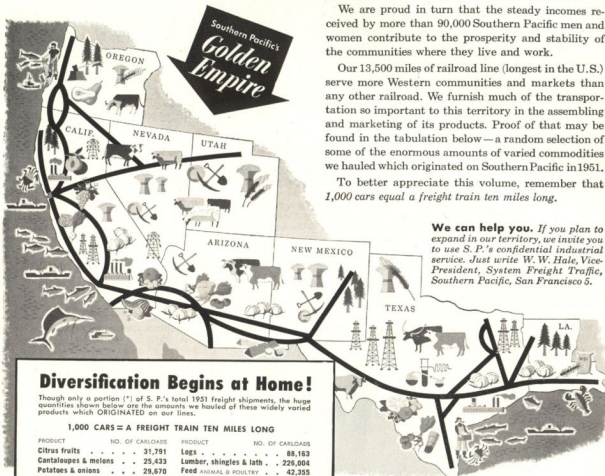 Southern Pacific's
Golden
Empire
OREGON
CALIF.
NEVADA
UTAH
ARIZONA
NEW MEXICO
TEXAS
LA.
We are proud in turn that the steady incomes re-
ceived by more than 90,000 Southern Pacific men and
women contribute to the prosperity and stability of
the communities where they live and work.
Our 13,500 miles of railroad line (longest in the U.S.)
serve more Western communities and markets than
any other railroad. We furnish much of the transpor-
tation so important to this territory in the assembling
and marketing of its products. Proof of that may be
found in the tabulation below—a random selection of
some of the enormous amounts of varied commodities
we hauled which originated on Southern Pacific in 1951.
To better appreciate this volume, remember that
1,000 cars equal a freight train ten miles long.
We can help you. If you plan to
expand in our territory, we invite you
to use S. P.'s confidential industrial
service. Just write W. W. Hale, Vice-
President, System Freight Traffic,
Southern Pacific, San Francisco 5.
Diversification Begins at Home!
Though only a portion (*) of S. P.'s total 1951 freight shipments, the huge
quantities shown below are the amounts we hauled of these widely varied
products which ORIGINATED on our lines.
1,000 CARS = A FREIGHT TRAIN TEN MILES LONG
PRODUCT NO. OF CARLOADS PRODUCT NO. OF CARLOADS
Citrus fruits . . . . 31,791 Logs . . . . . . . . 88,163
Cantaloupes & melons . . . 25,433 Lumber, shingles & lath . . 226,004
Potatoes & onions . . . . 29,670 Feed ANIMAL & POULTRY . . 42,355